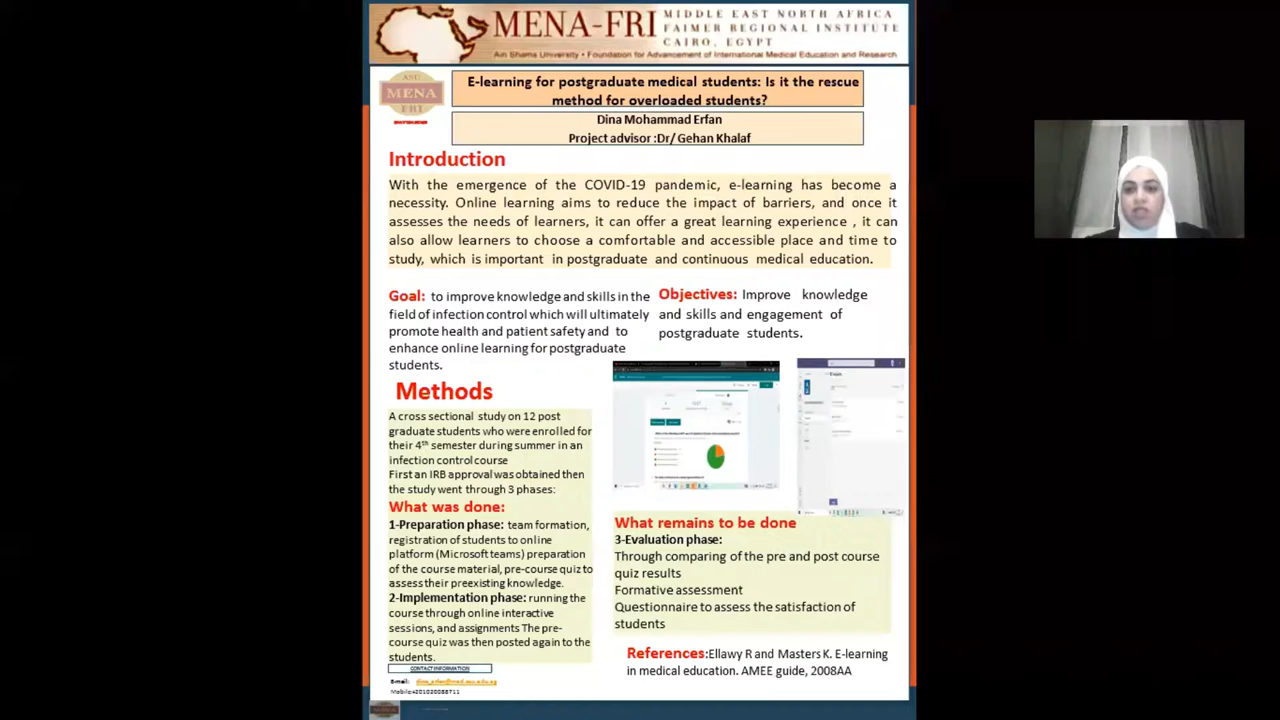 MENA-FRI
MIDDLE EAST NORTH AFRICA
FAIMER REGIONAL INSTITUTE
CAIRO, EGYPT
Ain Shams University • Foundation for Advancement of International Medical Education and Research
ASU
MENA
FRI
E-learning for postgraduate medical students: Is it the rescue
method for overloaded students?
Dina Mohammad Erfan
Project advisor :Dr/ Gehan Khalaf
Introduction
With the emergence of the COVID-19 pandemic, e-learning has become a
necessity. Online learning aims to reduce the impact of barriers, and once it
assesses the needs of learners, it can offer a great learning experience , it can
also allow learners to choose a comfortable and accessible place and time to
study, which is important in postgraduate and continuous medical education.
Goal: to improve knowledge and skills in the
field of infection control which will ultimately
promote health and patient safety and to
enhance online learning for postgraduate
students.
Objectives: Improve knowledge
and skills and engagement of
postgraduate students.
Methods
A cross sectional study on 12 post
graduate students who were enrolled for
their 4th semester during summer in an
infection control course
First an IRB approval was obtained then
the study went through 3 phases:
What was done:
1-Preparation phase: team formation,
registration of students to online
platform (Microsoft teams) preparation
of the course material, pre-course quiz to
assess their preexisting knowledge.
2-Implementation phase: running the
course through online interactive
sessions, and assignments The pre-
course quiz was then posted again to the
students.
CONTACT INFORMATION
E-mail:
Mobile:
What remains to be done
3-Evaluation phase:
Through comparing of the pre and post course
quiz results
Formative assessment
Questionnaire to assess the satisfaction of
students
References:Ellawy R and Masters K. E-learning
in medical education. AMEE guide, 2008AA